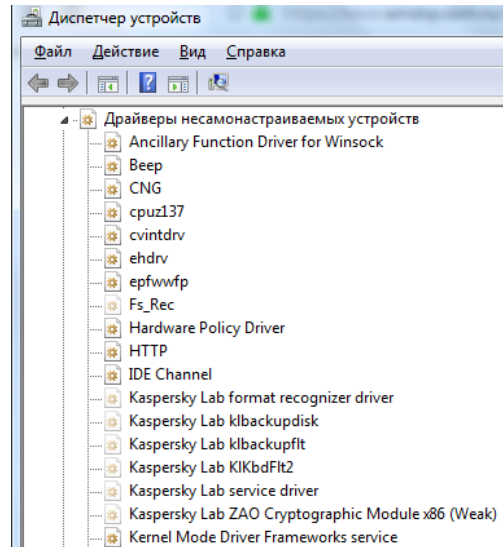 Диспетчер устройств
Файл Действие Вид Справка
Драйверы несамонастраиваемых устройств
Ancillary Function Driver for Winsock
Beep
CNG
cpuz137
cvintdrv
ehdrv
epfwwfp
Fs_Rec
Hardware Policy Driver
HTTP
IDE Channel
Kaspersky Lab format recognizer driver
Kaspersky Lab klbackupdisk
Kaspersky Lab klbackupflt
Kaspersky Lab KlKbdFlt2
Kaspersky Lab service driver
Kaspersky Lab ZAO Cryptographic Module x86 (Weak)
Kernel Mode Driver Frameworks service